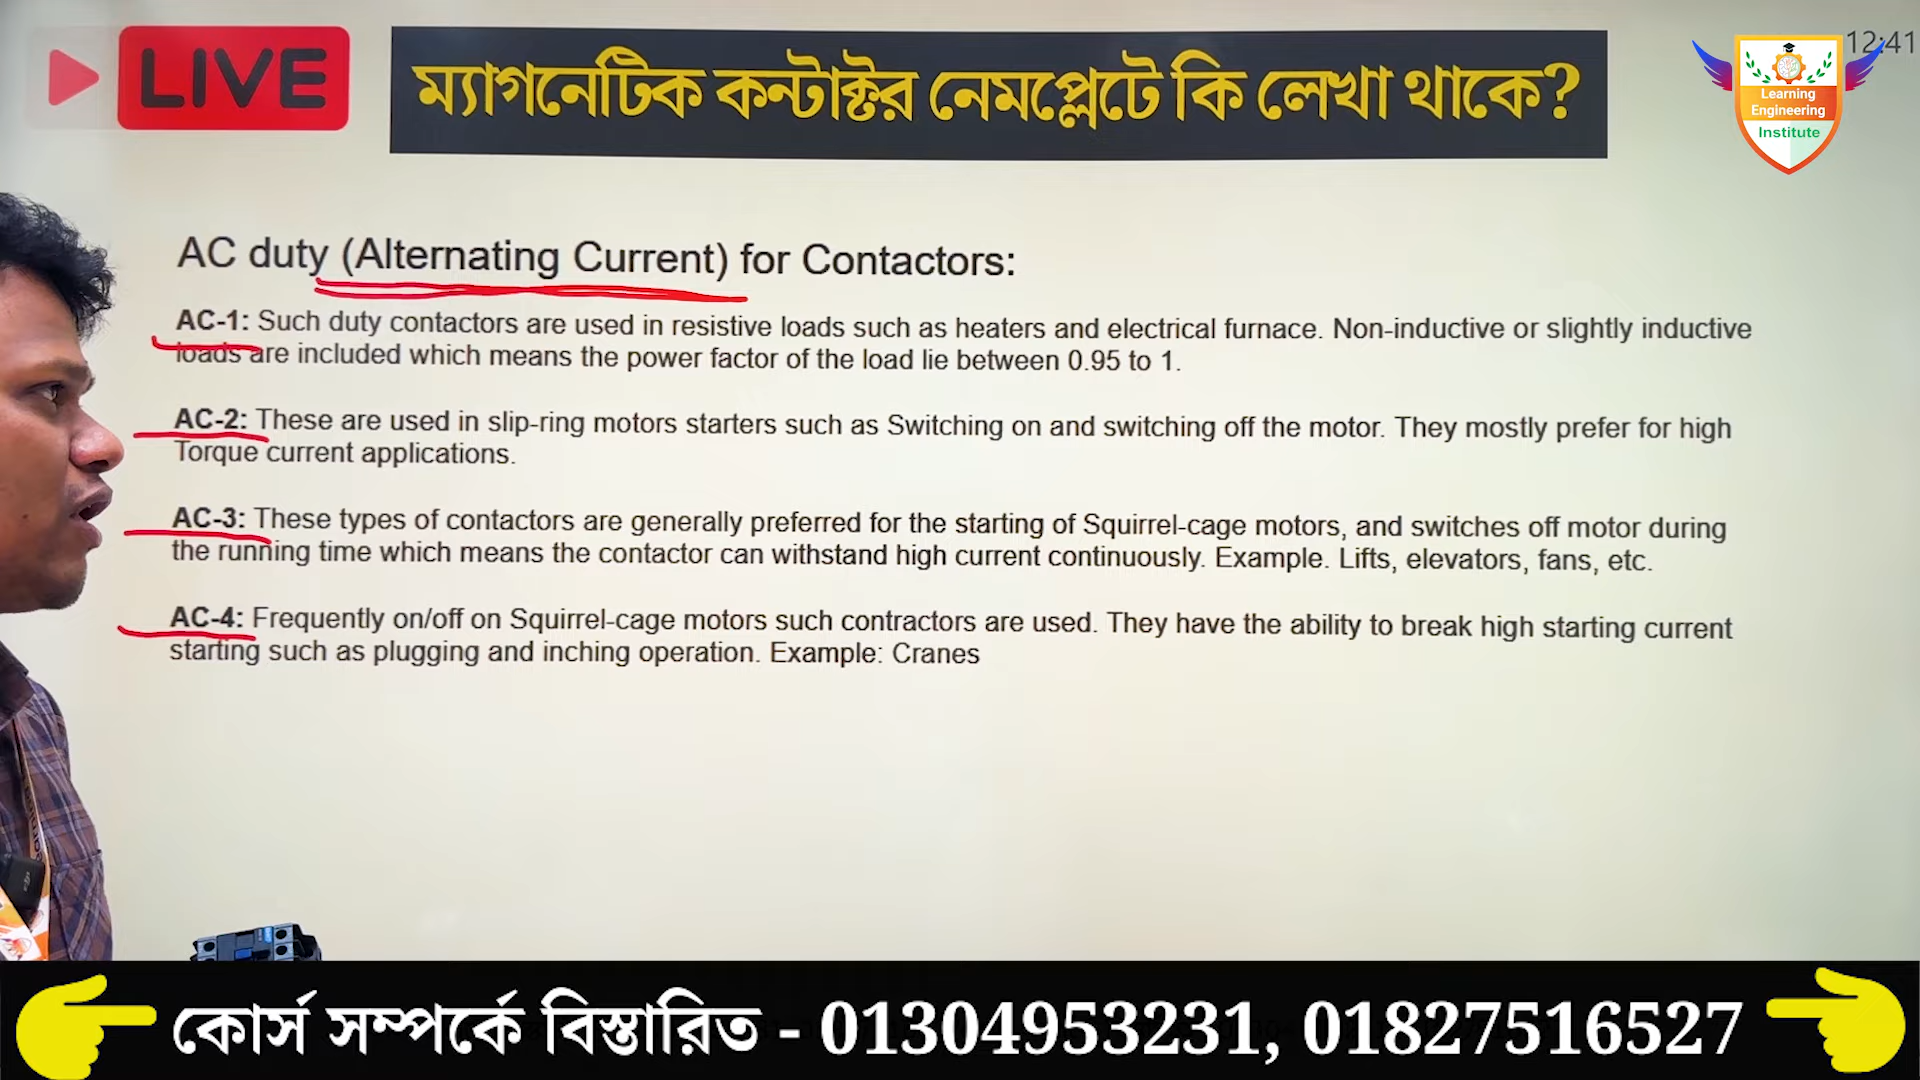 LIVE
ম্যাগনেটিক কন্টাক্টর নেমপ্লেটে কি লেখা থাকে?
12:41
Learning
Engineering
Institute
AC duty (Alternating Current) for Contactors:
AC-1: Such duty contactors are used in resistive loads such as heaters and electrical furnace. Non-inductive or slightly inductive
loads are included which means the power factor of the load lie between 0.95 to 1.
AC-2: These are used in slip-ring motors starters such as Switching on and switching off the motor. They mostly prefer for high
Torque current applications.
AC-3: These types of contactors are generally preferred for the starting of Squirrel-cage motors, and switches off motor during
the running time which means the contactor can withstand high current continuously. Example. Lifts, elevators, fans, etc.
AC-4: Frequently on/off on Squirrel-cage motors such contractors are used. They have the ability to break high starting current
starting such as plugging and inching operation. Example: Cranes
কোর্স সম্পর্কে বিস্তারিত - 01304953231, 01827516527